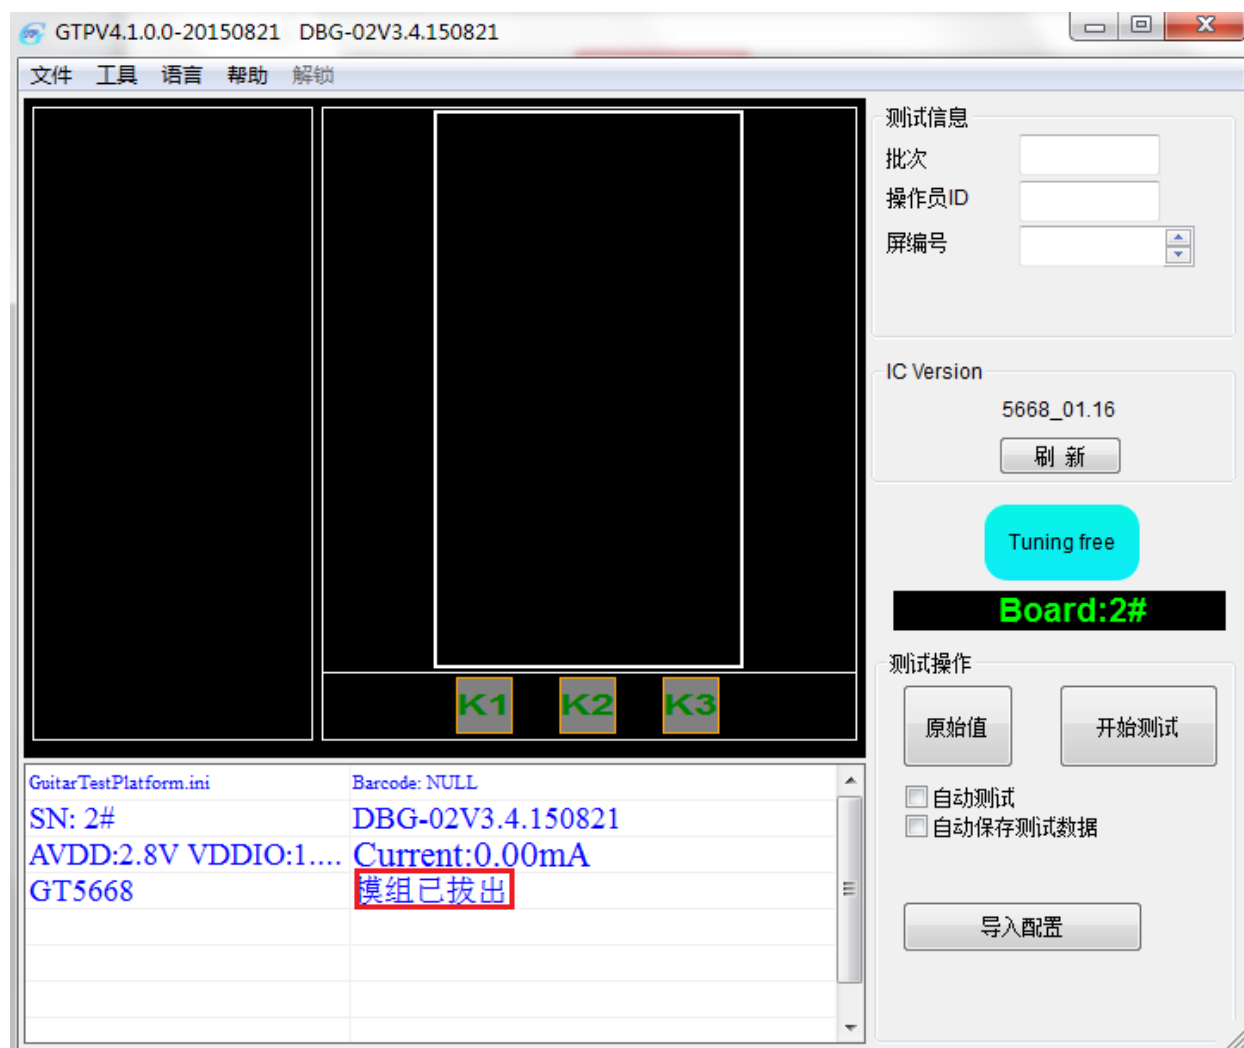 GTPV4.1.0.0-20150821 DBG-02V3.4.150821
文件 工具 语言 帮助 解锁
测试信息
批次
操作员ID
屏编号
IC Version
5668_01.16
刷 新
Tuning free
Board:2#
K1 K2 K3
测试操作
原始值 开始测试
自动测试
自动保存测试数据
导入配置
GuitarTestPlatform.ini Barcode: NULL
SN: 2# DBG-02V3.4.150821
AVDD:2.8V VDDIO:1.... Current:0.00mA
GT5668 模组已拔出